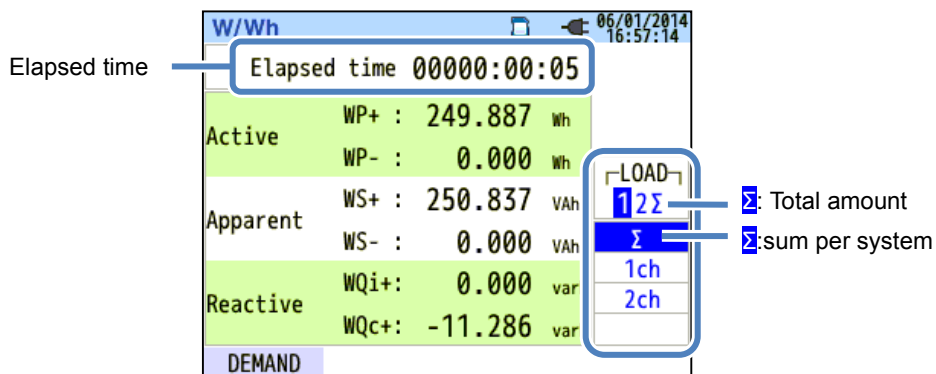 W/Wh 06/01/2014
16:57:14
Elapsed time
Elapsed time 00000:00:05
Active
WP+ : 249.887 Wh
WP- : 0.000 Wh
Apparent
WS+ : 250.837 VAh
WS- : 0.000 VAh
Reactive
WQi+: 0.000 var
WQc+: -11.286 var
LOAD
12Σ
Σ
1ch
2ch
Σ: Total amount
Σ:sum per system
DEMAND